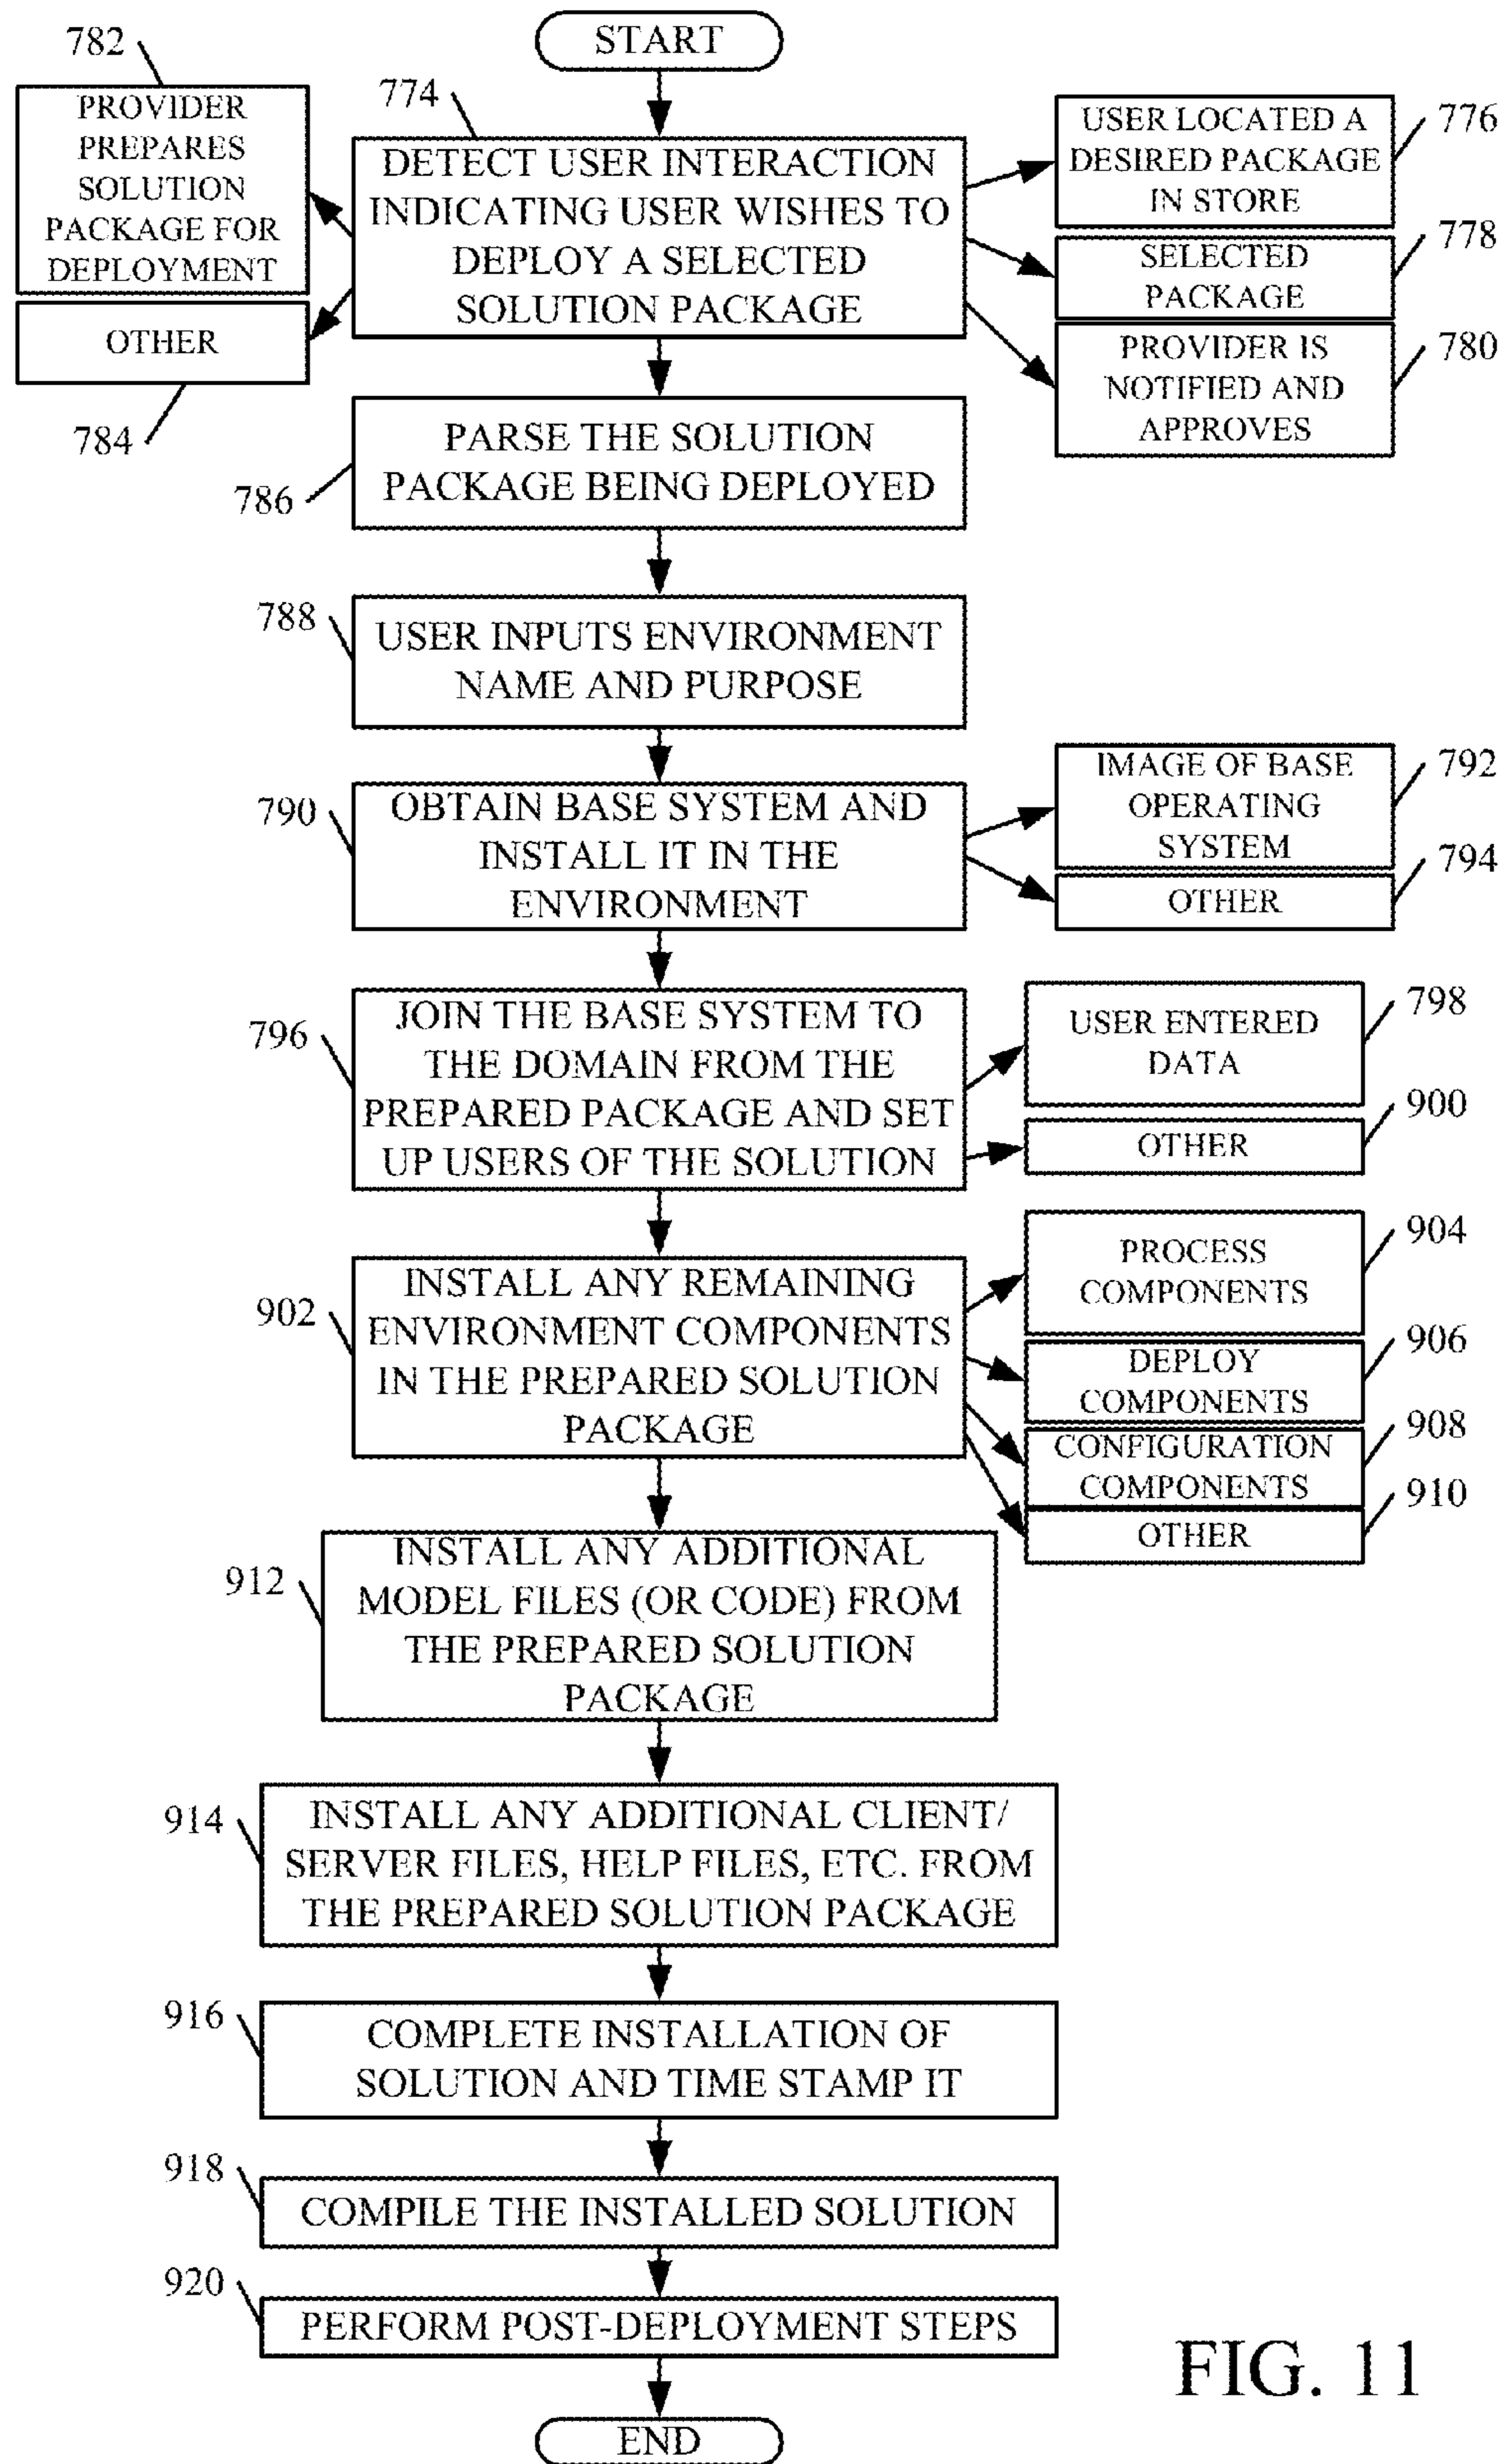 START
782
PROVIDER
PREPARES
SOLUTION
PACKAGE FOR
DEPLOYMENT
OTHER
784
774
DETECT USER INTERACTION
INDICATING USER WISHES TO
DEPLOY A SELECTED
SOLUTION PACKAGE
USER LOCATED A
DESIRED PACKAGE
IN STORE
776
SELECTED
PACKAGE
778
PROVIDER IS
NOTIFIED AND
APPROVES
780
786
PARSE THE SOLUTION
PACKAGE BEING DEPLOYED
788
USER INPUTS ENVIRONMENT
NAME AND PURPOSE
790
OBTAIN BASE SYSTEM AND
INSTALL IT IN THE
ENVIRONMENT
IMAGE OF BASE
OPERATING
SYSTEM
792
OTHER
794
796
JOIN THE BASE SYSTEM TO
THE DOMAIN FROM THE
PREPARED PACKAGE AND SET
UP USERS OF THE SOLUTION
USER ENTERED
DATA
798
OTHER
900
902
INSTALL ANY REMAINING
ENVIRONMENT COMPONENTS
IN THE PREPARED SOLUTION
PACKAGE
PROCESS
COMPONENTS
904
DEPLOY
COMPONENTS
906
CONFIGURATION
COMPONENTS
908
OTHER
910
912
INSTALL ANY ADDITIONAL
MODEL FILES (OR CODE) FROM
THE PREPARED SOLUTION
PACKAGE
914
INSTALL ANY ADDITIONAL CLIENT/
SERVER FILES, HELP FILES, ETC. FROM
THE PREPARED SOLUTION PACKAGE
916
COMPLETE INSTALLATION OF
SOLUTION AND TIME STAMP IT
918
COMPILE THE INSTALLED SOLUTION
920
PERFORM POST-DEPLOYMENT STEPS
END
FIG. 11